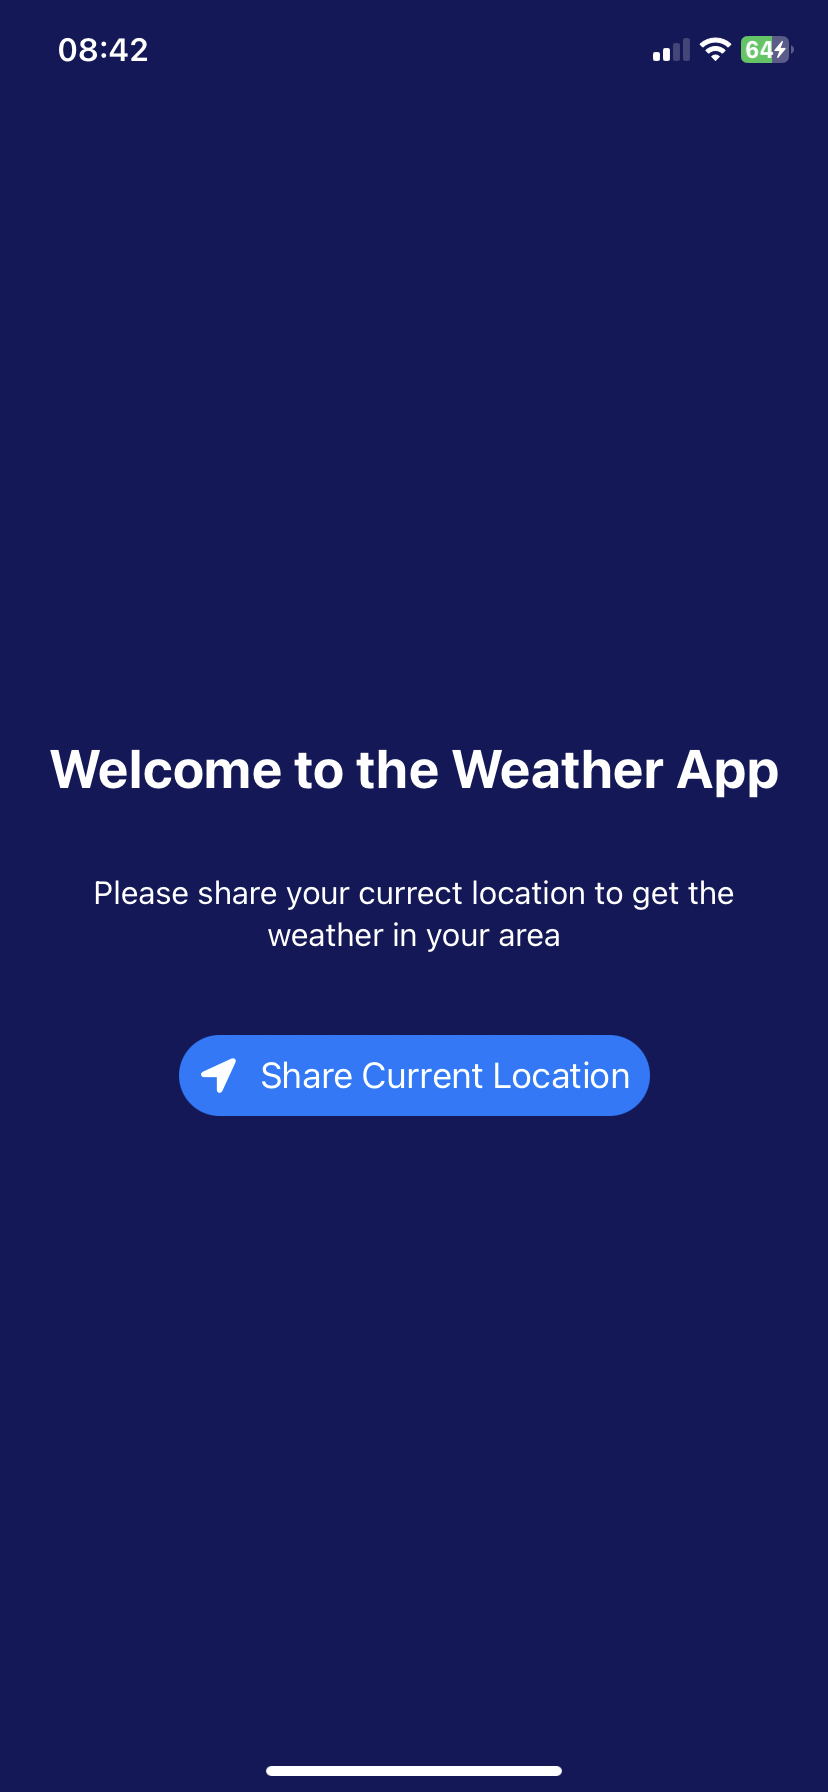 08:42
64
Welcome to the Weather App
Please share your currect location to get the
weather in your area
Share Current Location